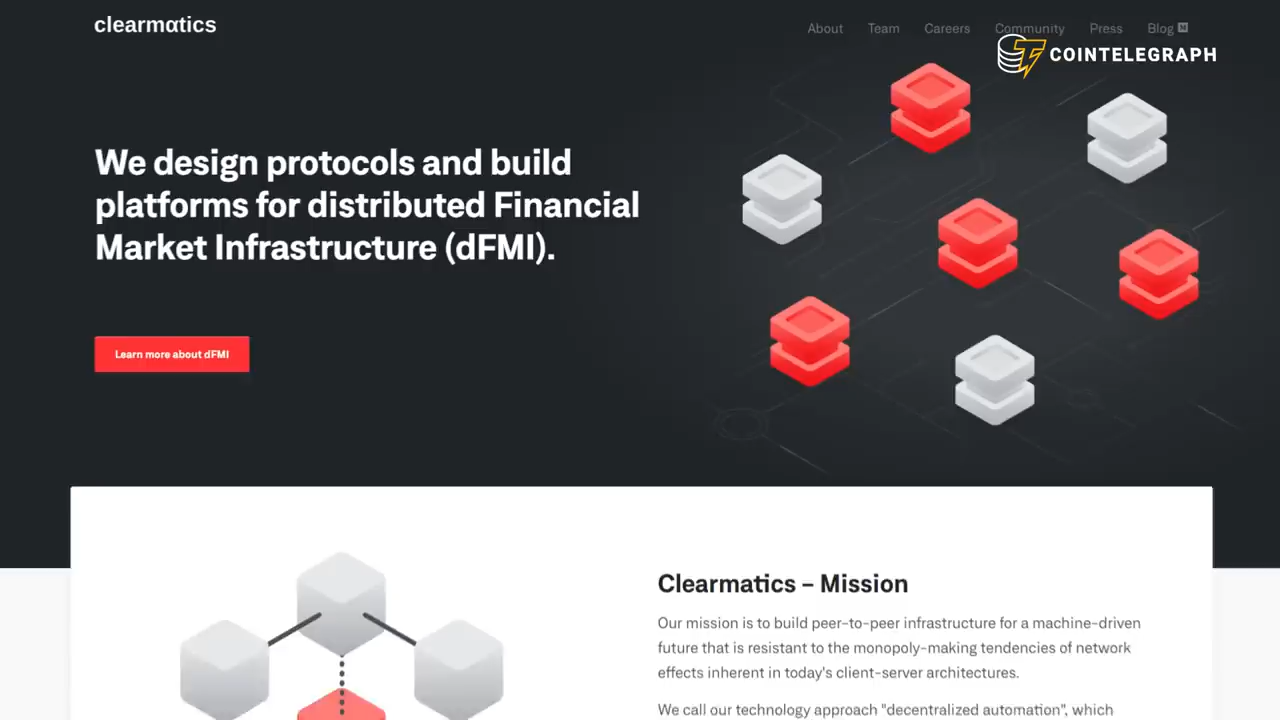 clearmatics
About Team Careers Community Press Blog M
COINTELEGRAPH
We design protocols and build
platforms for distributed Financial
Market Infrastructure (dFMI).
Learn more about dFMI
Clearmatics – Mission
Our mission is to build peer-to-peer infrastructure for a machine-driven
future that is resistant to the monopoly-making tendencies of network
effects inherent in today's client-server architectures.
We call our technology approach "decentralized automation", which